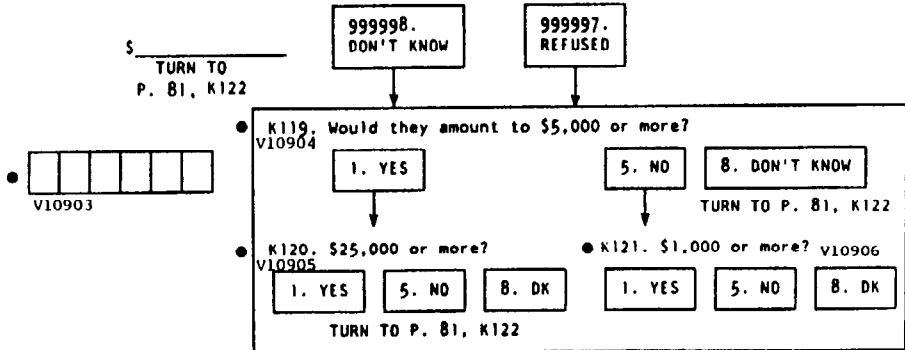 $
TURN TO
P. 81, K122
999998.
DON'T KNOW
999997.
REFUSED
K119. Would they amount to $5,000 or more?
V10904
1. YES
5. NO
8. DON'T KNOW
TURN TO P. 81, K122
V10903
K120. $25,000 or more?
V10905
1. YES
5. NO
8. DK
TURN TO P. 81, K122
K121. $1,000 or more? V10906
1. YES
5. NO
8. DK